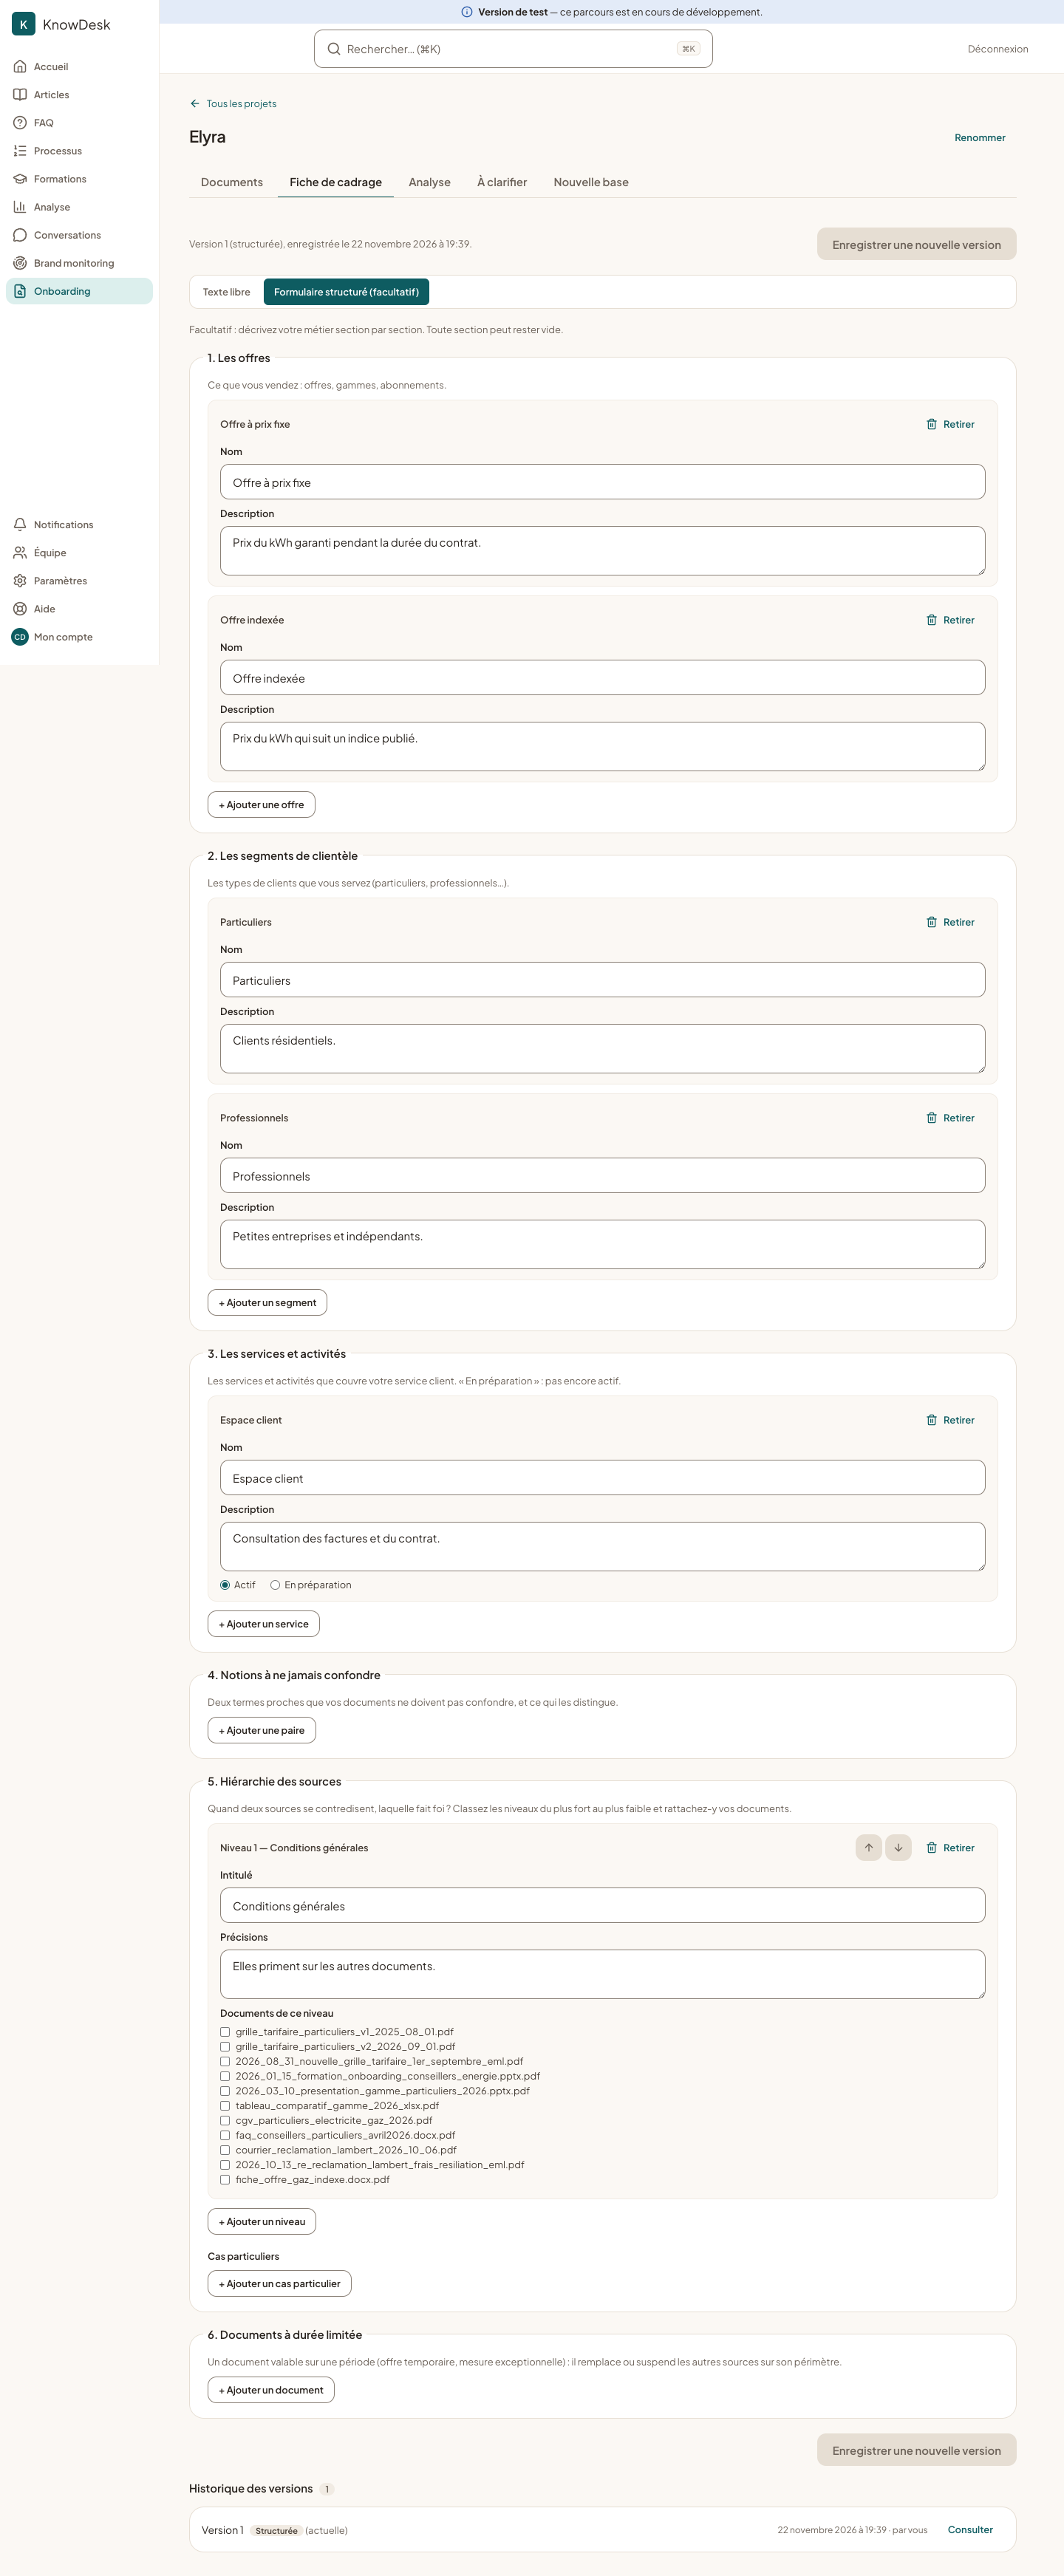 K KnowDesk
Accueil
Articles
FAQ
Processus
Formations
Analyse
Conversations
Brand monitoring
Onboarding
Notifications
Équipe
Paramètres
Aide
CD Mon compte
Version de test — ce parcours est en cours de développement.
Rechercher... (⌘K) ⌘K
Déconnexion
Tous les projets
Elyra
Renommer
Documents Fiche de cadrage Analyse À clarifier Nouvelle base
Version 1 (structurée), enregistrée le 22 novembre 2026 à 19:39.
Enregistrer une nouvelle version
Texte libre Formulaire structuré (facultatif)
Facultatif : décrivez votre métier section par section. Toute section peut rester vide.
1. Les offres
Ce que vous vendez : offres, gammes, abonnements.
Offre à prix fixe Retirer
Nom
Offre à prix fixe
Description
Prix du kWh garanti pendant la durée du contrat.
Offre indexée Retirer
Nom
Offre indexée
Description
Prix du kWh qui suit un indice publié.
+ Ajouter une offre
2. Les segments de clientèle
Les types de clients que vous servez (particuliers, professionnels…).
Particuliers Retirer
Nom
Particuliers
Description
Clients résidentiels.
Professionnels Retirer
Nom
Professionnels
Description
Petites entreprises et indépendants.
+ Ajouter un segment
3. Les services et activités
Les services et activités que couvre votre service client. « En préparation » : pas encore actif.
Espace client Retirer
Nom
Espace client
Description
Consultation des factures et du contrat.
Actif En préparation
+ Ajouter un service
4. Notions à ne jamais confondre
Deux termes proches que vos documents ne doivent pas confondre, et ce qui les distingue.
+ Ajouter une paire
5. Hiérarchie des sources
Quand deux sources se contredisent, laquelle fait foi ? Classez les niveaux du plus fort au plus faible et rattachez-y vos documents.
Niveau 1 — Conditions générales Retirer
Intitulé
Conditions générales
Précisions
Elles priment sur les autres documents.
Documents de ce niveau
grille_tarifaire_particuliers_v1_2025_08_01.pdf
grille_tarifaire_particuliers_v2_2026_09_01.pdf
2026_08_31_nouvelle_grille_tarifaire_1er_septembre_eml.pdf
2026_01_15_formation_onboarding_conseillers_energie.pptx.pdf
2026_03_10_presentation_gamme_particuliers_2026.pptx.pdf
tableau_comparatif_gamme_2026_xlsx.pdf
cgv_particuliers_electricite_gaz_2026.pdf
faq_conseillers_particuliers_avril2026.docx.pdf
courrier_reclamation_lambert_2026_10_06.pdf
2026_10_13_re_reclamation_lambert_frais_resiliation_eml.pdf
fiche_offre_gaz_indexe.docx.pdf
+ Ajouter un niveau
Cas particuliers
+ Ajouter un cas particulier
6. Documents à durée limitée
Un document valable sur une période (offre temporaire, mesure exceptionnelle) : il remplace ou suspend les autres sources sur son périmètre.
+ Ajouter un document
Enregistrer une nouvelle version
Historique des versions 1
Version 1 Structurée (actuelle) 22 novembre 2026 à 19:39 · par vous Consulter